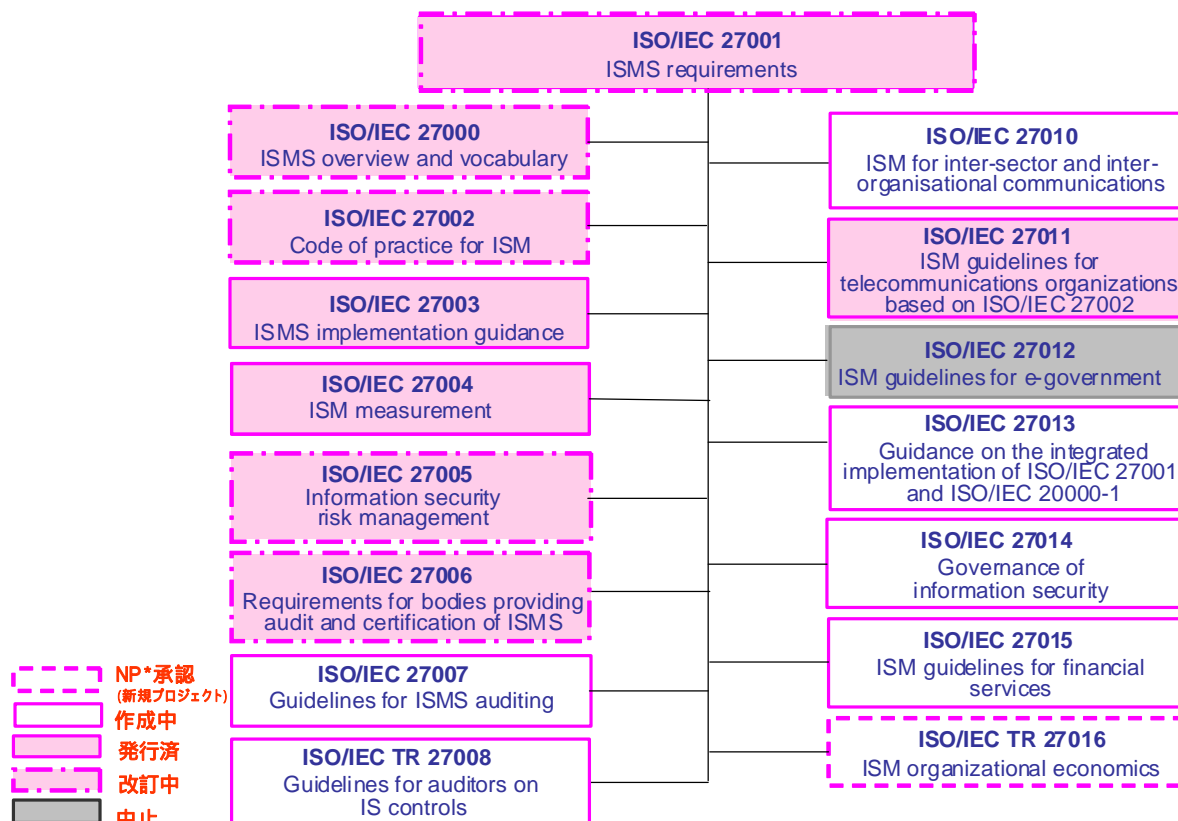 ISO/IEC 27001
ISMS requirements
ISO/IEC 27000
ISMS overview and vocabulary
ISO/IEC 27002
Code of practice for ISM
ISO/IEC 27003
ISMS implementation guidance
ISO/IEC 27004
ISM measurement
ISO/IEC 27005
Information security
risk management
ISO/IEC 27006
Requirements for bodies providing
audit and certification of ISMS
ISO/IEC 27007
Guidelines for ISMS auditing
ISO/IEC TR 27008
Guidelines for auditors on
IS controls
ISO/IEC 27010
ISM for inter-sector and inter-
organisational communications
ISO/IEC 27011
ISM guidelines for
telecommunications organizations
based on ISO/IEC 27002
ISO/IEC 27012
ISM guidelines for e-government
ISO/IEC 27013
Guidance on the integrated
implementation of ISO/IEC 27001
and ISO/IEC 20000-1
ISO/IEC 27014
Governance of
information security
ISO/IEC 27015
ISM guidelines for financial
services
ISO/IEC TR 27016
ISM organizational economics
NP*承認
(新規プロジェクト)
作成中
発行済
改訂中
中止